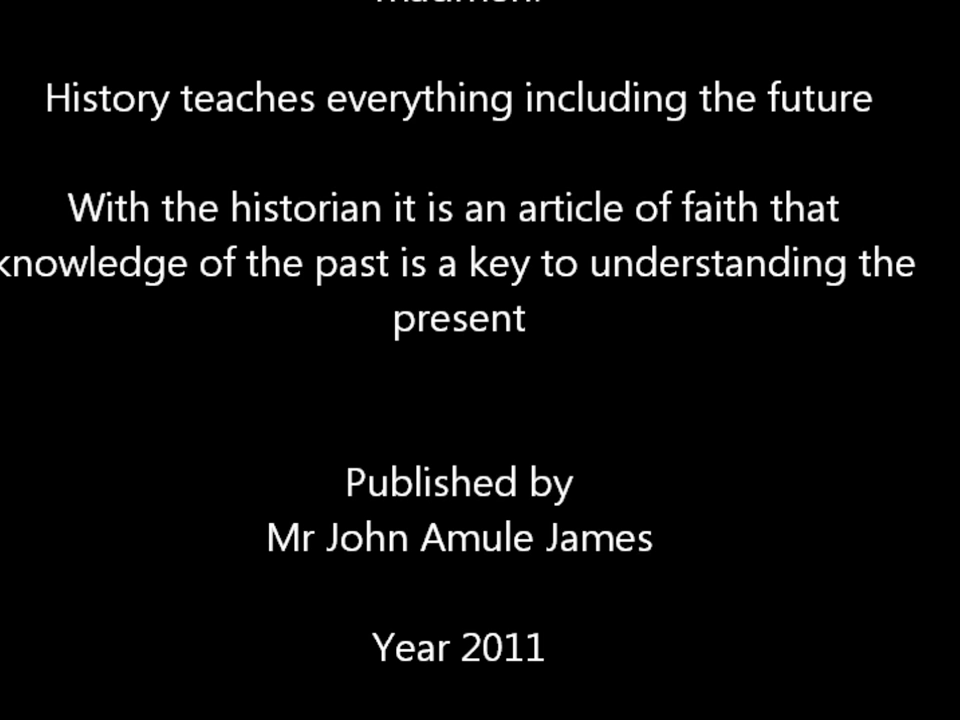 History teaches everything including the future
With the historian it is an article of faith that
knowledge of the past is a key to understanding the
present
Published by
Mr John Amule James
Year 2011